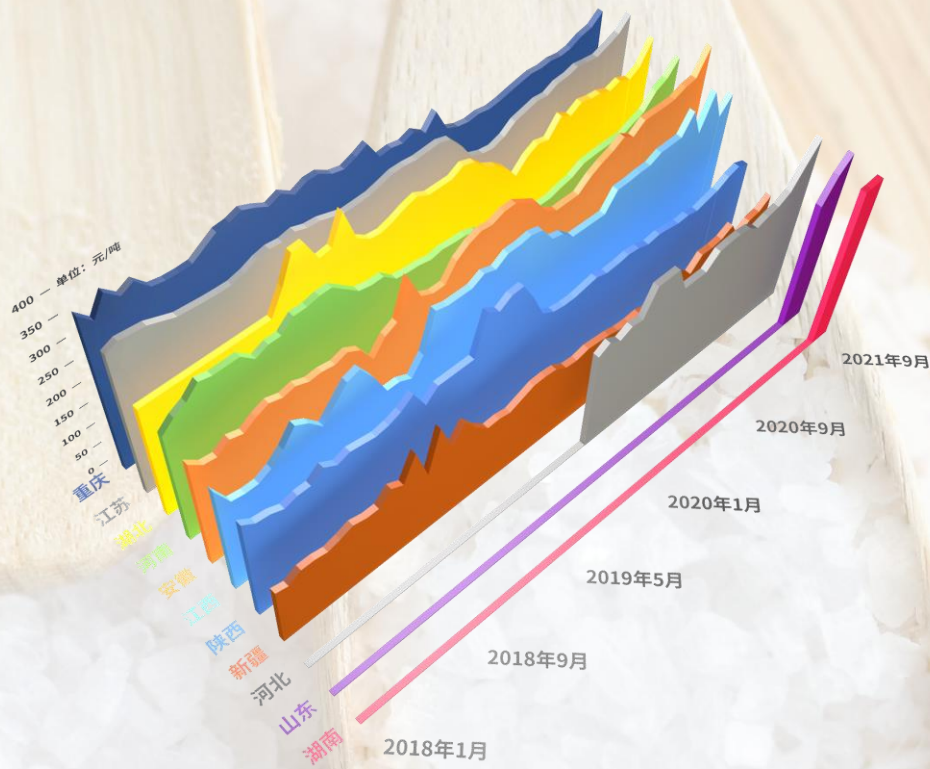 单位：元/吨
400
350
300
250
200
150
100
50
0
重庆
江苏
湖北
河南
安徽
江西
陕西
新疆
河北
山东
湖南
2021年9月
2020年9月
2020年1月
2019年5月
2018年9月
2018年1月